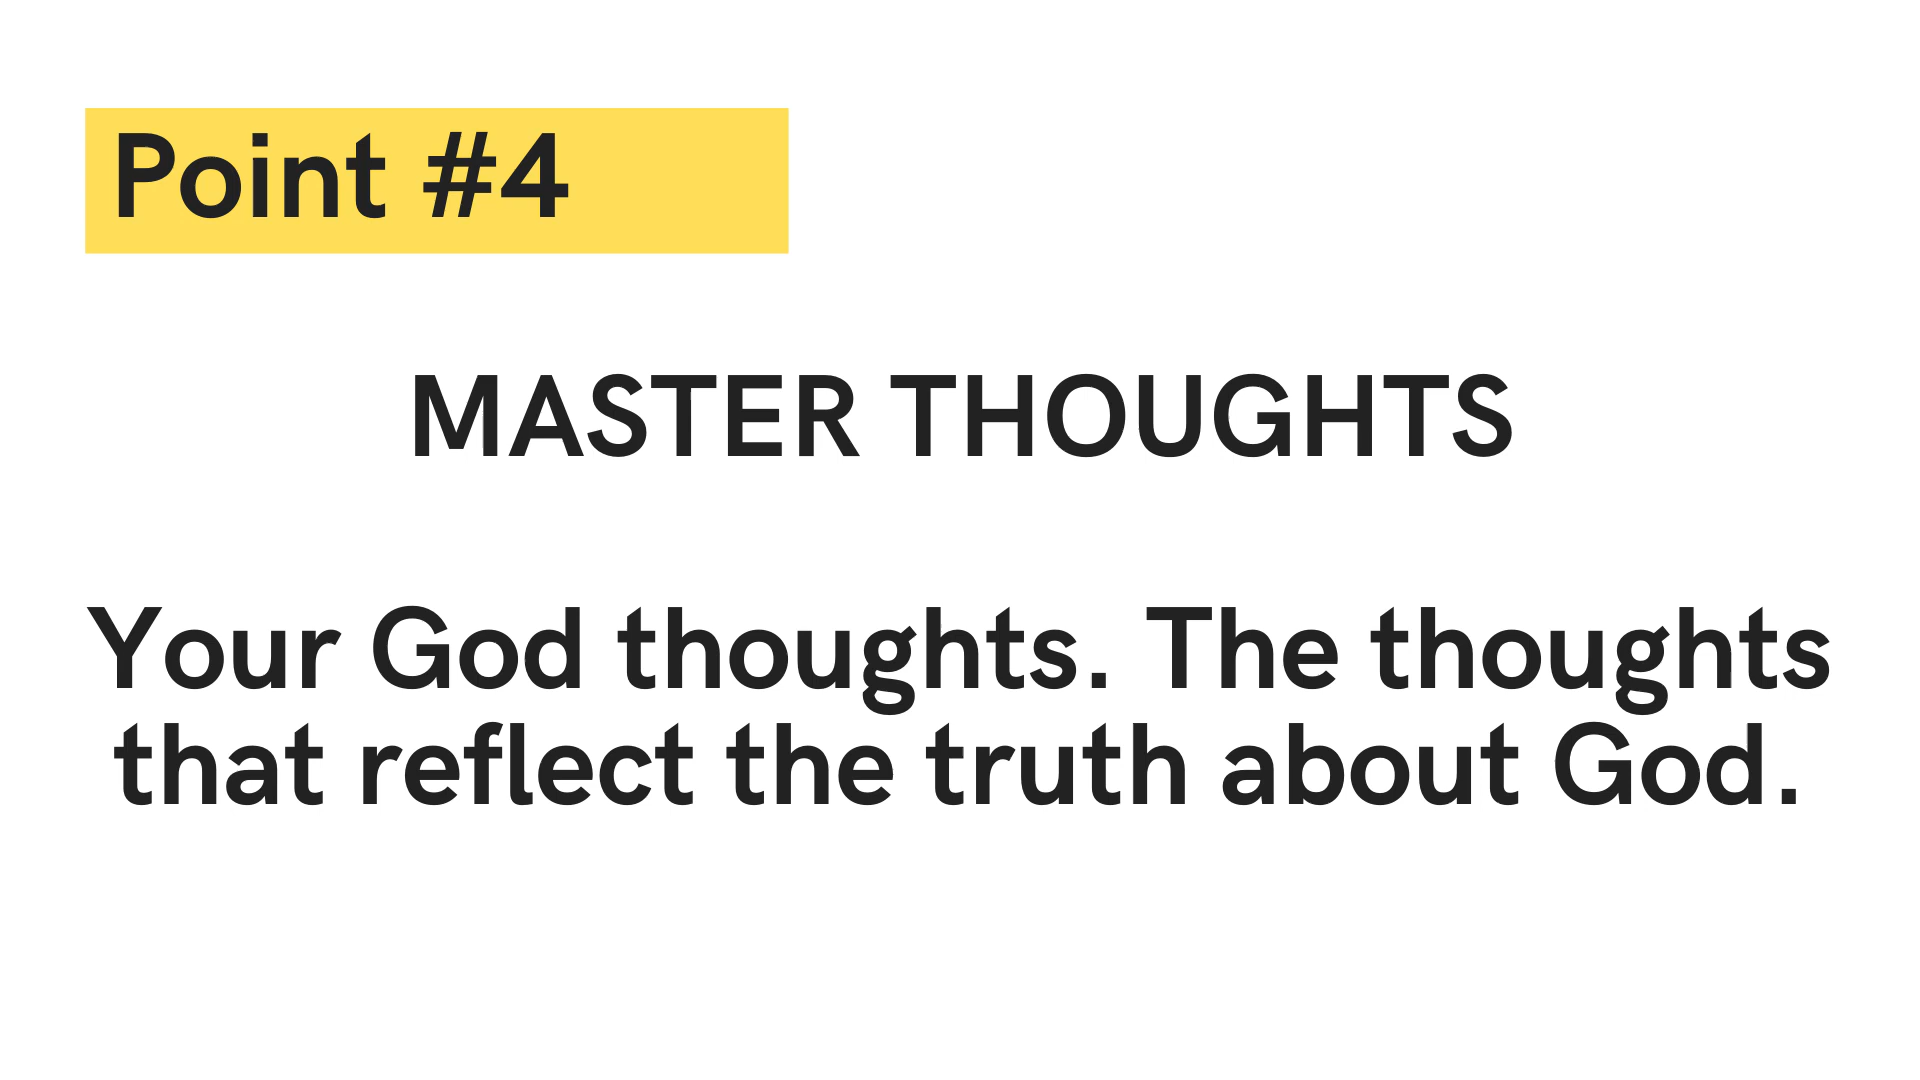 Point #4
MASTER THOUGHTS
Your God thoughts. The thoughts
that reflect the truth about God.